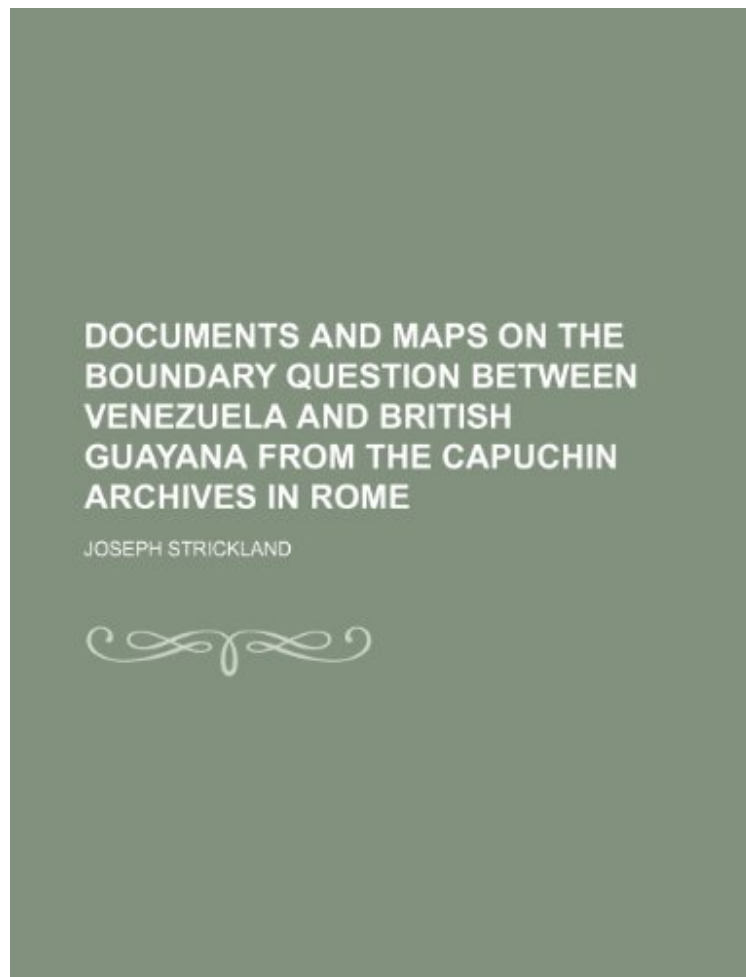 DOCUMENTS AND MAPS ON THE
BOUNDARY QUESTION BETWEEN
VENEZUELA AND BRITISH
GUAYANA FROM THE CAPUCHIN
ARCHIVES IN ROME
JOSEPH STRICKLAND